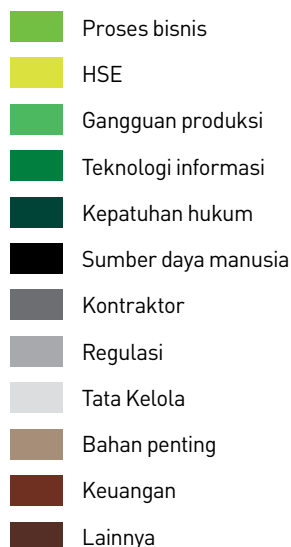 Proses bisnis
HSE
Gangguan produksi
Teknologi informasi
Kepatuhan hukum
Sumber daya manusia
Kontraktor
Regulasi
Tata Kelola
Bahan penting
Keuangan
Lainnya